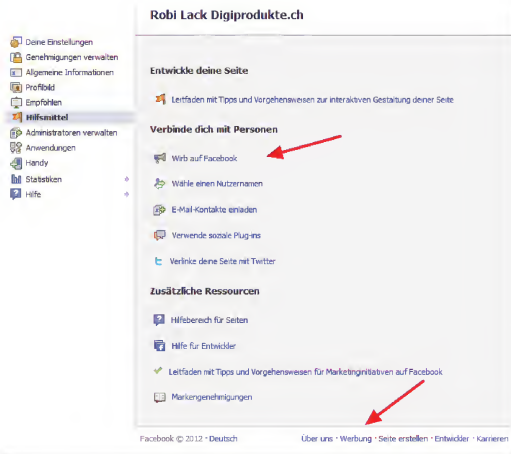 Robi Lack Digiprodukte.ch
Deine Einstellungen
Genehmigungen verwalten
Allgemeine Informationen
Profilbild
Empfohlen
Hilfsmittel
Administratoren verwalten
Anwendungen
Handy
Statistiken
Hilfe
Entwickle deine Seite
Leitfaden mit Tipps und Vorgehensweisen zur interaktiven Gestaltung deiner Seite
Verbinde dich mit Personen
Wirb auf Facebook
Wähle einen Nutzernamen
E-Mail-Kontakte einladen
Verwende soziale Plug-ins
Verlinke deine Seite mit Twitter
Zusätzliche Ressourcen
Hilfebereich für Seiten
Hilfe für Entwickler
Leitfaden mit Tipps und Vorgehensweisen für Marketinginitiativen auf Facebook
Markengenehmigungen
Facebook © 2012 · Deutsch
Über uns · Werbung · Seite erstellen · Entwickler · Karrieren